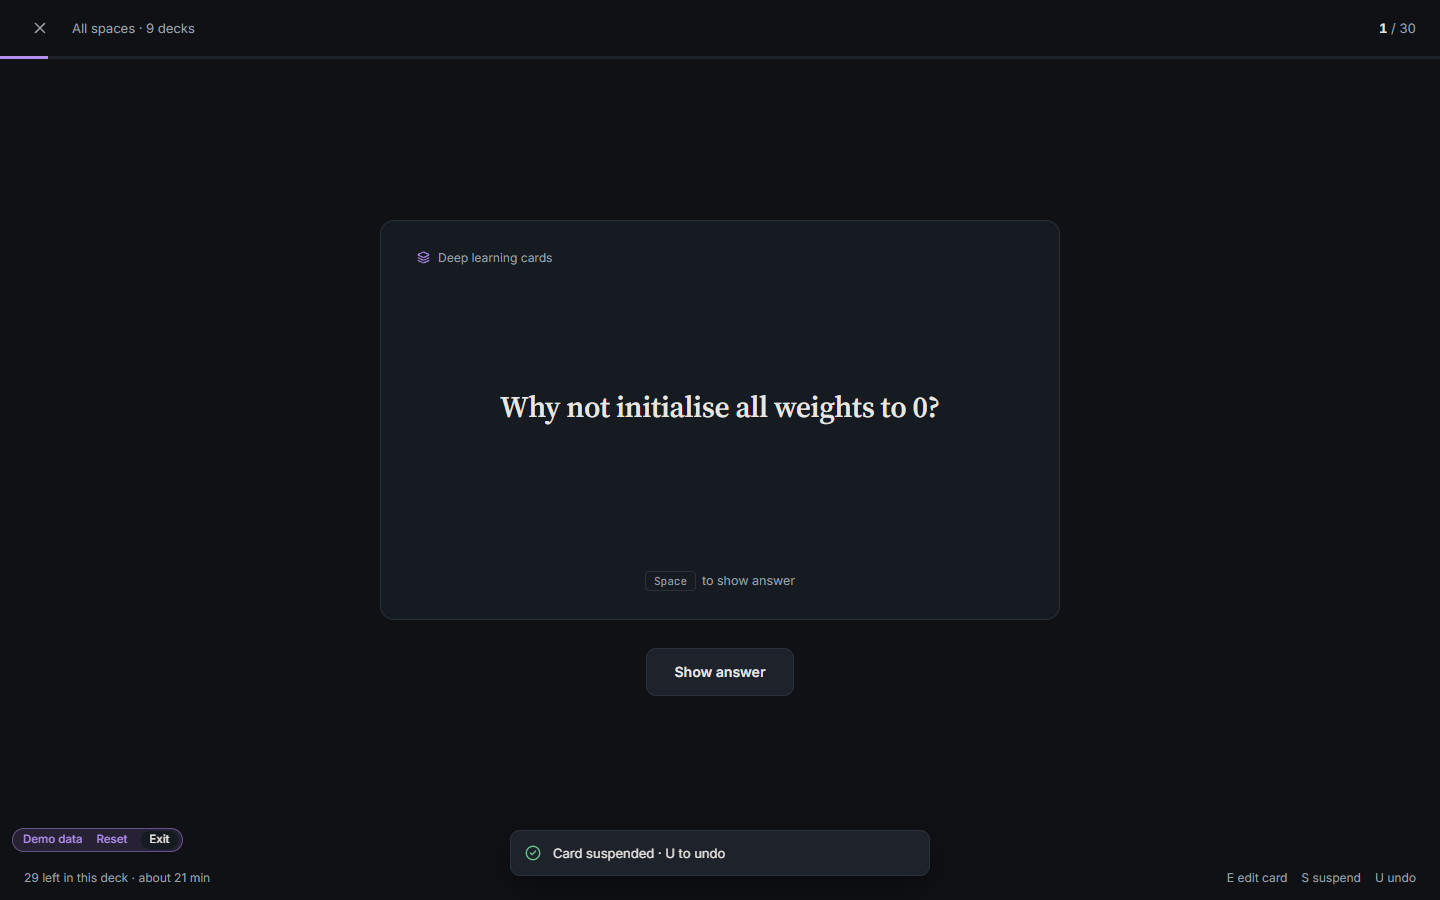 All spaces · 9 decks
1 / 30
Deep learning cards
Why not initialise all weights to 0?
Space to show answer
Show answer
Demo data Reset Exit
Card suspended · U to undo
29 left in this deck · about 21 min
E edit card S suspend U undo